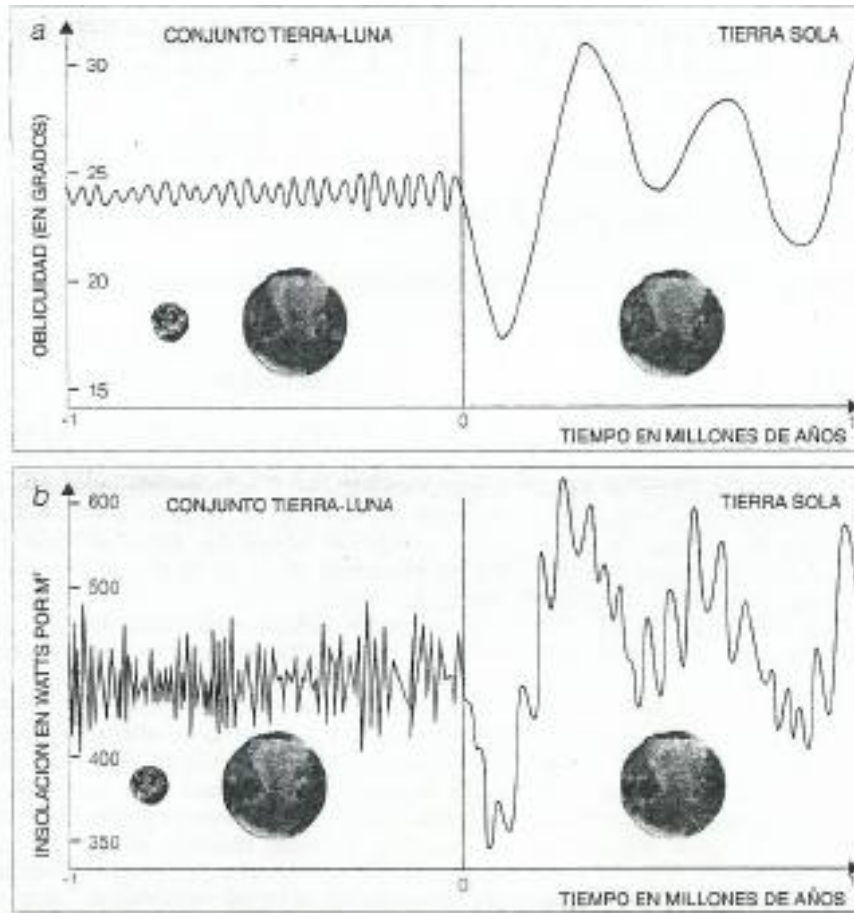 a
CONJUNTO TIERRA-LUNA
TIERRA SOLA
30
25
20
15
OBLICUIDAD (EN GRADOS)
-1
0
1
TIEMPO EN MILLONES DE AÑOS
b
CONJUNTO TIERRA-LUNA
TIERRA SOLA
600
500
400
350
INSOLACION EN WATTS POR M²
-1
0
1
TIEMPO EN MILLONES DE AÑOS